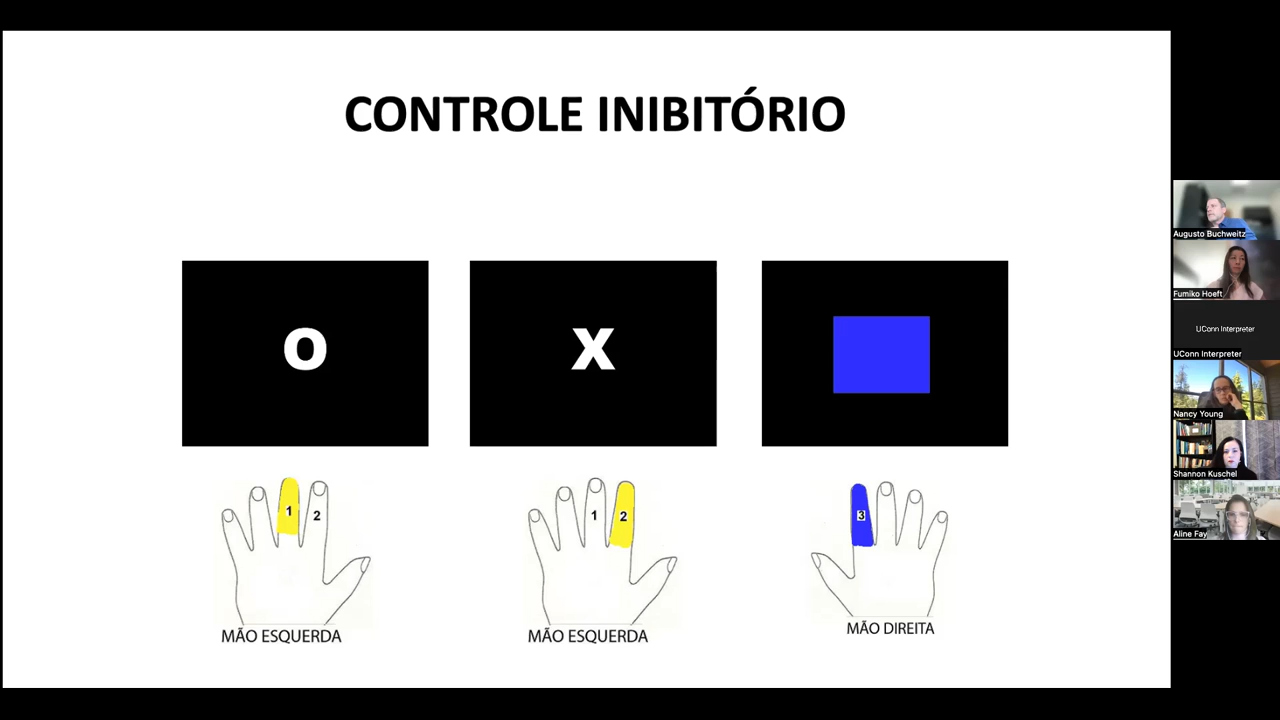 CONTROLE INIBITÓRIO
O
X
1
2
1
2
3
MÃO ESQUERDA
MÃO ESQUERDA
MÃO DIREITA
Augusto Buchweitz
Fumiko Hoeft
UConn Interpreter
UConn Interpreter
Nancy Young
Shannon Kuschel
Aline Fay